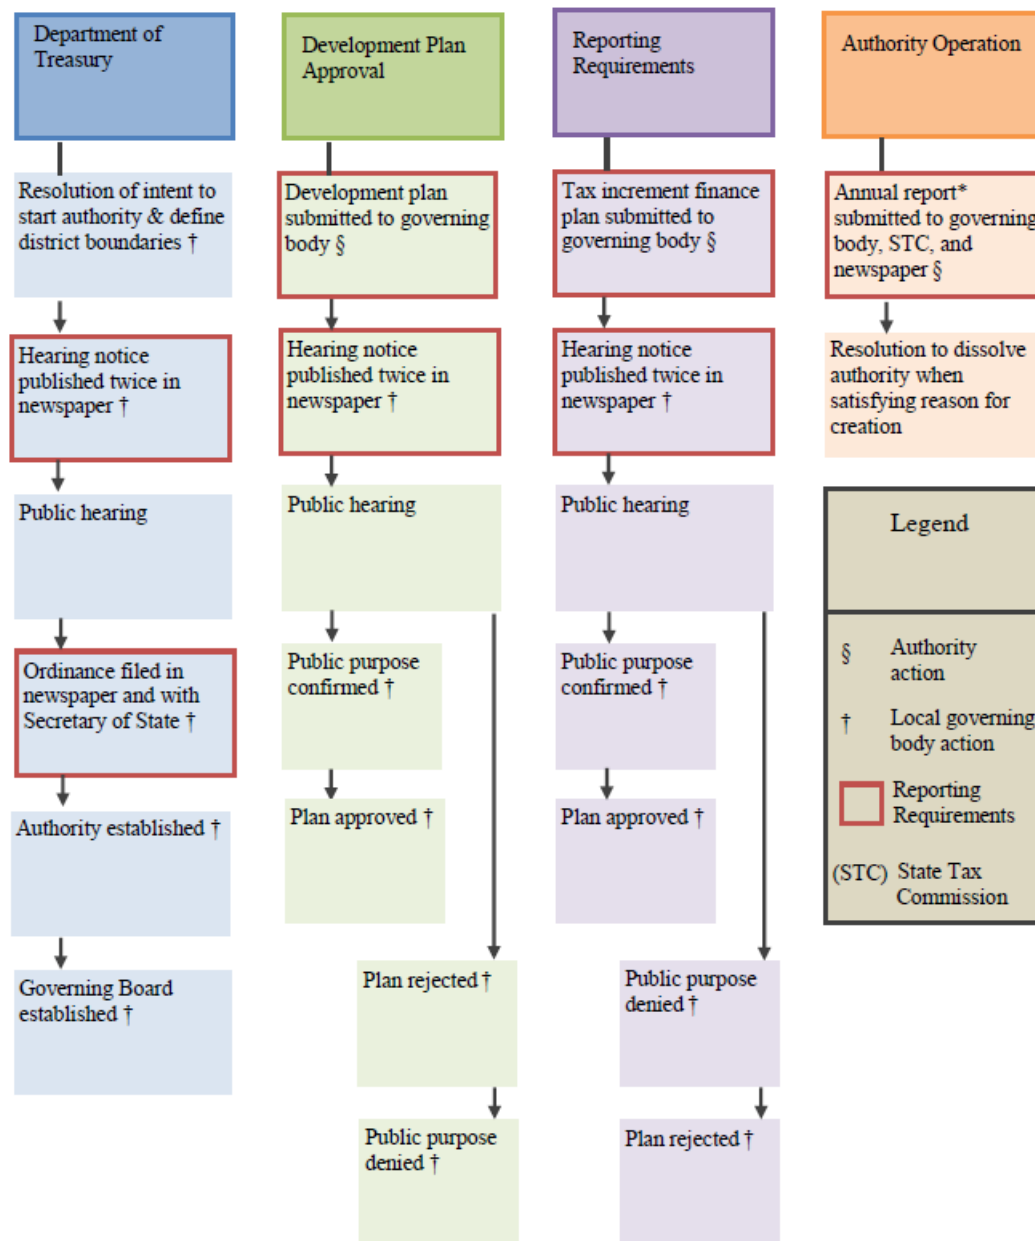 Department of
Treasury
Development Plan
Approval
Reporting
Requirements
Authority Operation
Resolution of intent to
start authority & define
district boundaries †
Hearing notice
published twice in
newspaper †
Public hearing
Ordinance filed in
newspaper and with
Secretary of State †
Authority established †
Governing Board
established †
Development plan
submitted to governing
body §
Hearing notice
published twice in
newspaper †
Public hearing
Public purpose
confirmed †
Plan approved †
Plan rejected †
Public purpose
denied †
Tax increment finance
plan submitted to
governing body §
Hearing notice
published twice in
newspaper †
Public hearing
Public purpose
confirmed †
Plan approved †
Public purpose
denied †
Plan rejected †
Annual report*
submitted to governing
body, STC, and
newspaper §
Resolution to dissolve
authority when
satisfying reason for
creation
Legend
§ Authority
action
† Local governing
body action
Reporting
Requirements
(STC) State Tax
Commission